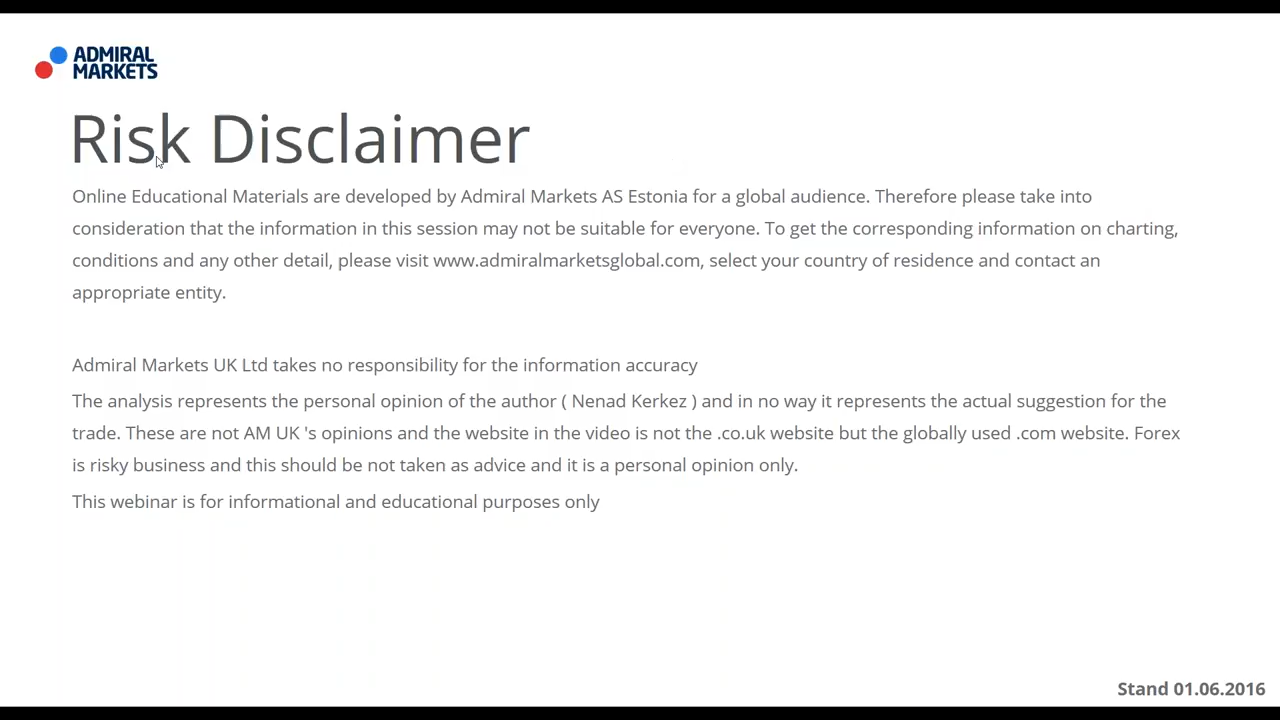 ADMIRAL
MARKETS
Risk Disclaimer
Online Educational Materials are developed by Admiral Markets AS Estonia for a global audience. Therefore please take into
consideration that the information in this session may not be suitable for everyone. To get the corresponding information on charting,
conditions and any other detail, please visit www.admiralmarketsglobal.com, select your country of residence and contact an
appropriate entity.
Admiral Markets UK Ltd takes no responsibility for the information accuracy
The analysis represents the personal opinion of the author ( Nenad Kerkez ) and in no way it represents the actual suggestion for the
trade. These are not AM UK 's opinions and the website in the video is not the .co.uk website but the globally used .com website. Forex
is risky business and this should be not taken as advice and it is a personal opinion only.
This webinar is for informational and educational purposes only
Stand 01.06.2016